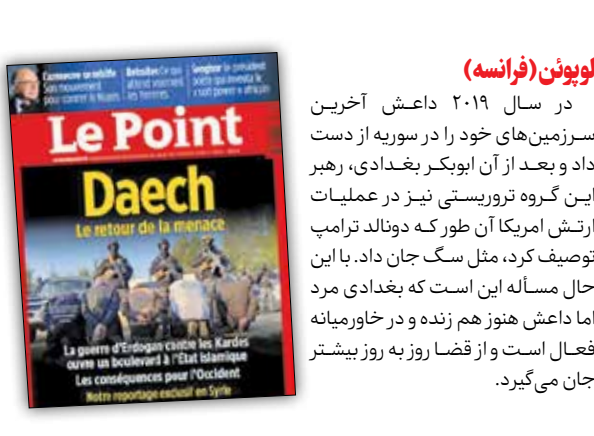 لوپوئن (فرانسه)
در سال ۲۰۱۹ داعش آخرین
سرزمین‌های خود را در سوریه از دست
داد و بعد از آن ابوبکر بغدادی، رهبر
این گروه تروریستی نیز در عملیات
ارتش امریکا آن طور که دونالد ترامپ
توصیف کرد، مثل سگ جان داد. با این
حال مسأله این است که بغدادی مرد
اما داعش هنوز هم زنده و در خاورمیانه
فعال است و از قضا روز به روز بیشتر
جان می‌گیرد.
Retraites
Senghor le président
Le Point
Daech
Le retour de la menace
La guerre d'Erdogan contre les Kurdes
ouvre un boulevard à l'État islamique
Les conséquences pour l'Occident
Notre reportage exclusif en Syrie